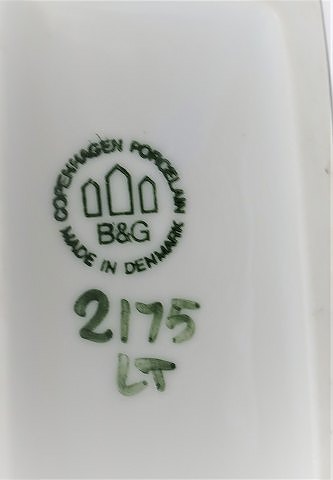 COPENHAGEN PORCELAIN
B&G
MADE IN DENMARK
2175
LT